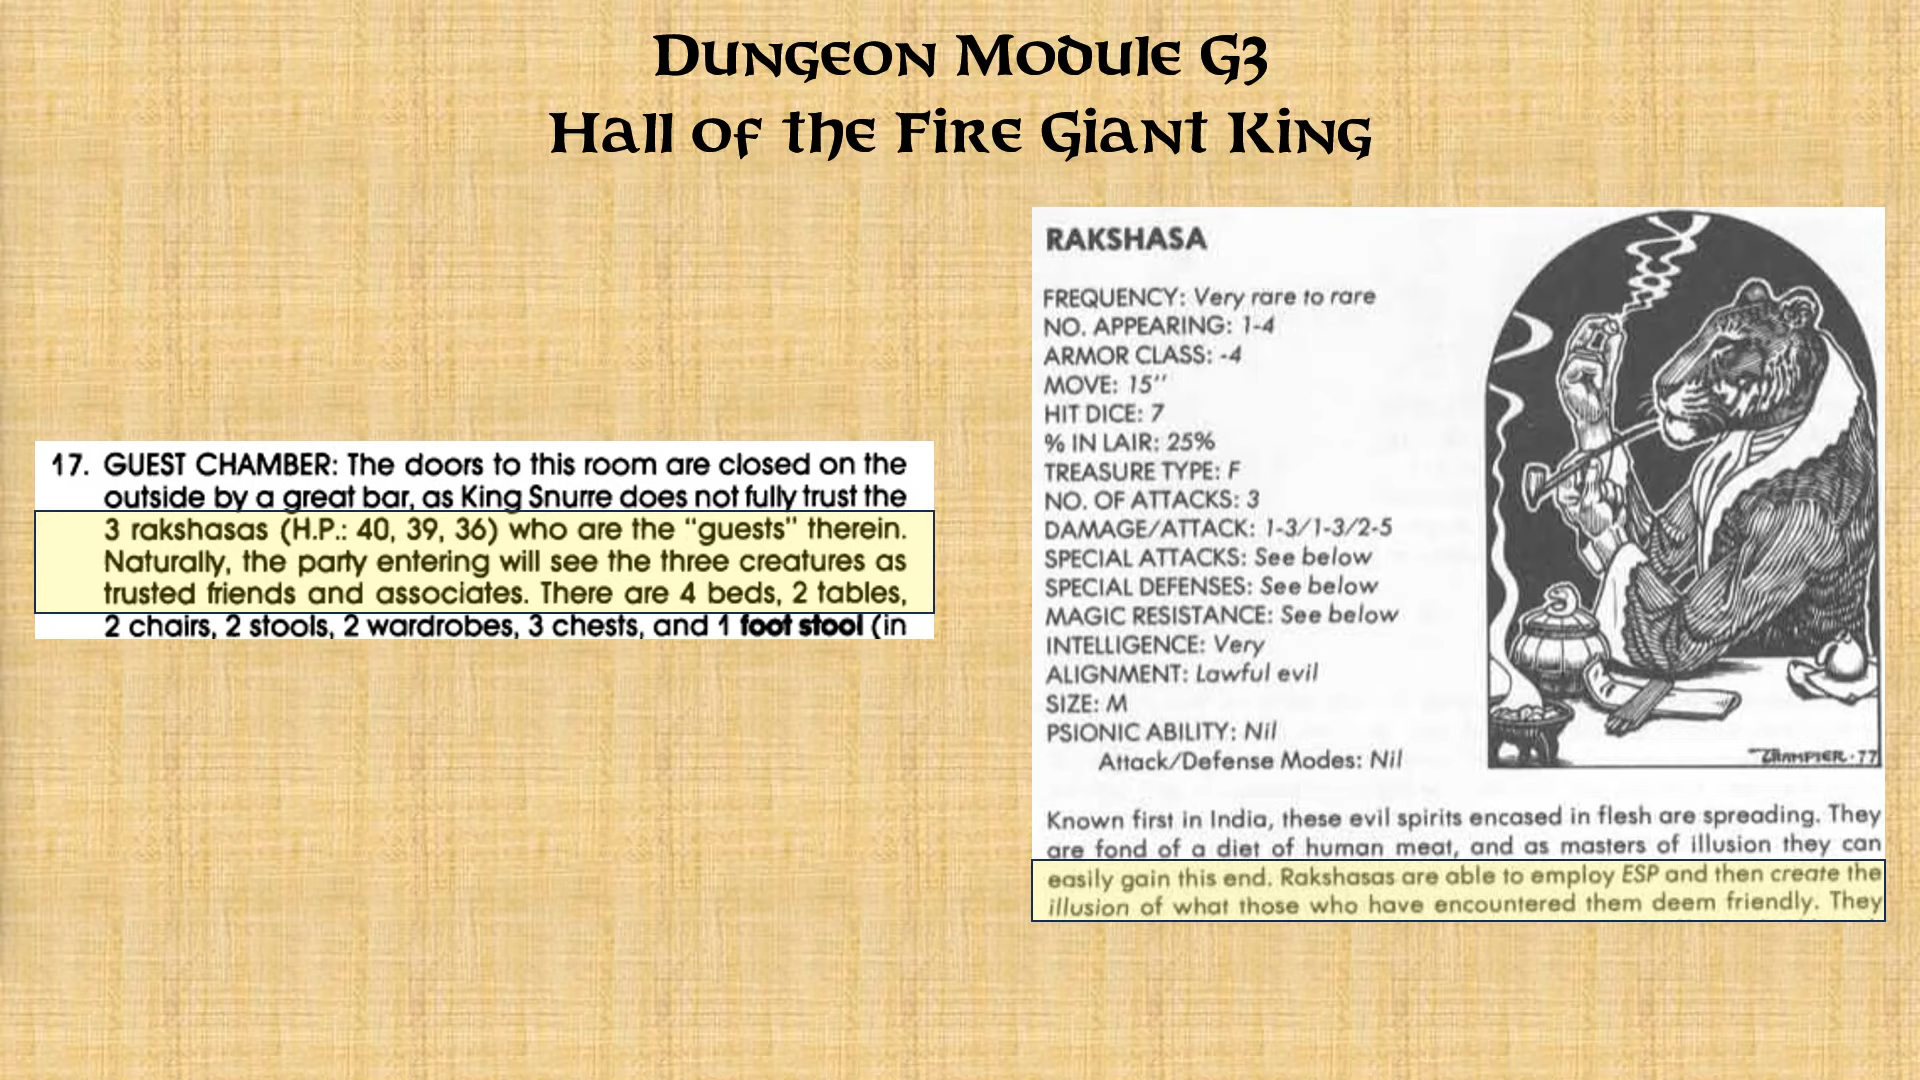 Dungeon Module G3
Hall of the Fire Giant King
17. GUEST CHAMBER: The doors to this room are closed on the
outside by a great bar, as King Snurre does not fully trust the
3 rakshasas (H.P.: 40, 39, 36) who are the "guests" therein.
Naturally, the party entering will see the three creatures as
trusted friends and associates. There are 4 beds, 2 tables,
2 chairs, 2 stools, 2 wardrobes, 3 chests, and 1 foot stool (in
RAKSHASA
FREQUENCY: Very rare to rare
NO. APPEARING: 1-4
ARMOR CLASS: -4
MOVE: 15"
HIT DICE: 7
% IN LAIR: 25%
TREASURE TYPE: F
NO. OF ATTACKS: 3
DAMAGE/ATTACK: 1-3/1-3/2-5
SPECIAL ATTACKS: See below
SPECIAL DEFENSES: See below
MAGIC RESISTANCE: See below
INTELLIGENCE: Very
ALIGNMENT: Lawful evil
SIZE: M
PSIONIC ABILITY: Nil
Attack/Defense Modes: Nil
TRAMPIER·77
Known first in India, these evil spirits encased in flesh are spreading. They
are fond of a diet of human meat, and as masters of illusion they can
easily gain this end. Rakshasas are able to employ ESP and then create the
illusion of what those who have encountered them deem friendly. They